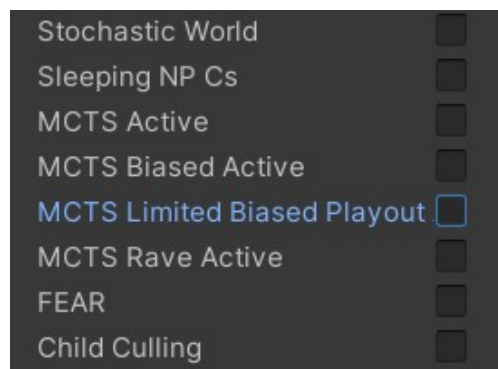 Stochastic World
Sleeping NP Cs
MCTS Active
MCTS Biased Active
MCTS Limited Biased Playout
MCTS Rave Active
FEAR
Child Culling